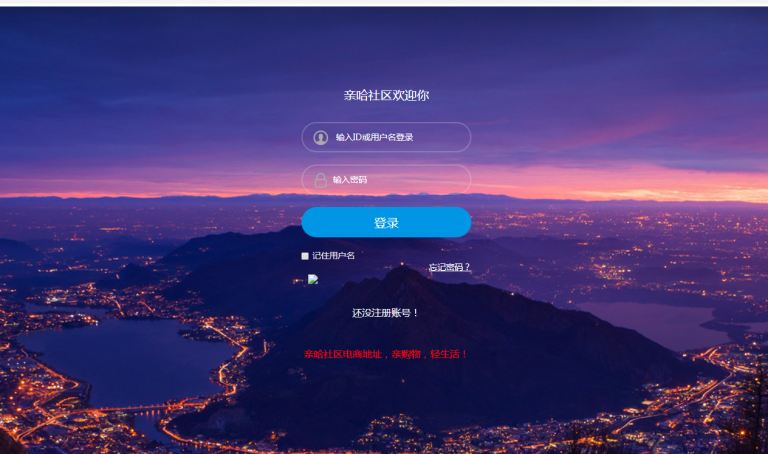 亲哈社区欢迎你
输入ID或用户名登录
输入密码
登录
记住用户名
忘记密码？
还没注册账号！
亲哈社区电商地址，亲购物，轻生活！